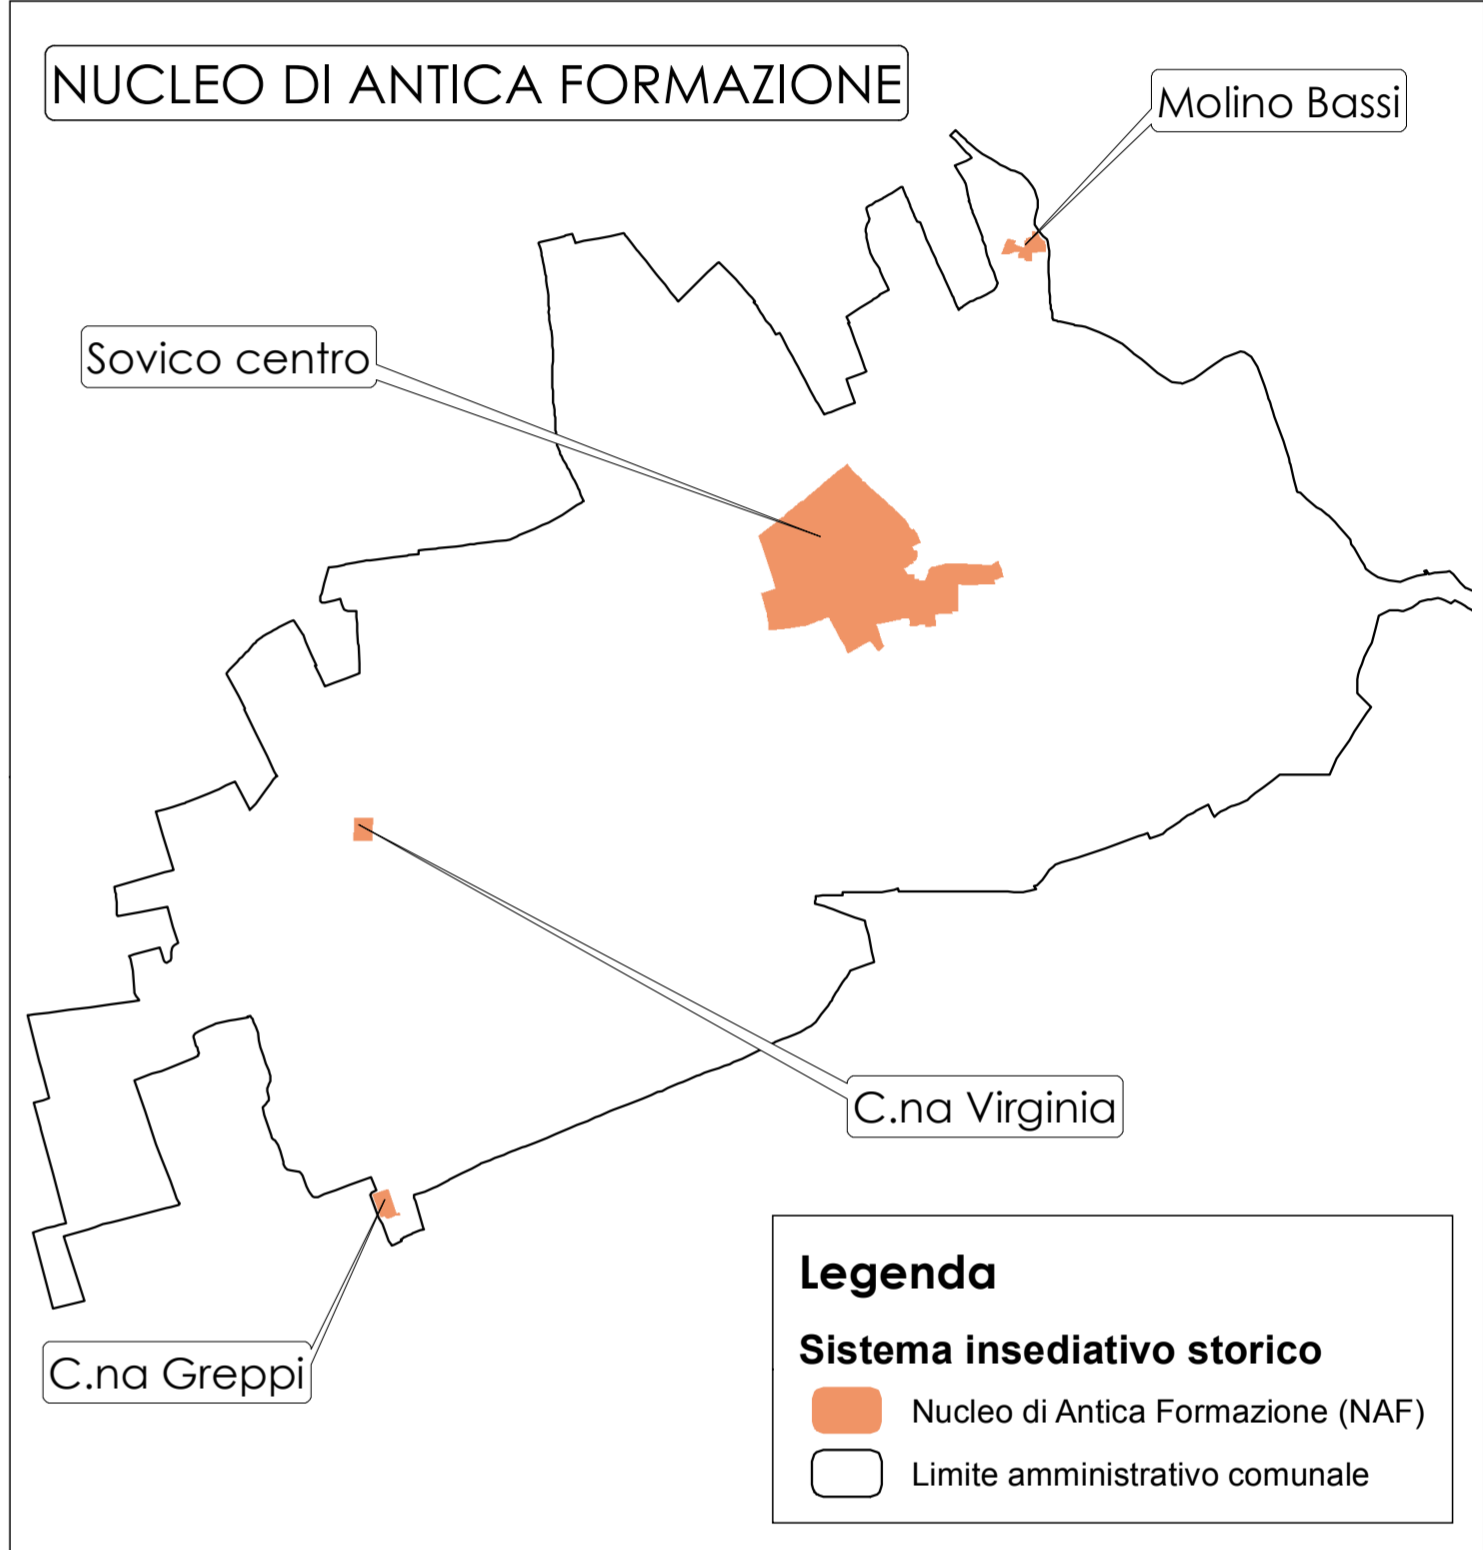 NUCLEO DI ANTICA FORMAZIONE
Molino Bassi
Sovico centro
C.na Virginia
C.na Greppi
Legenda
Sistema insediativo storico
Nucleo di Antica Formazione (NAF)
Limite amministrativo comunale